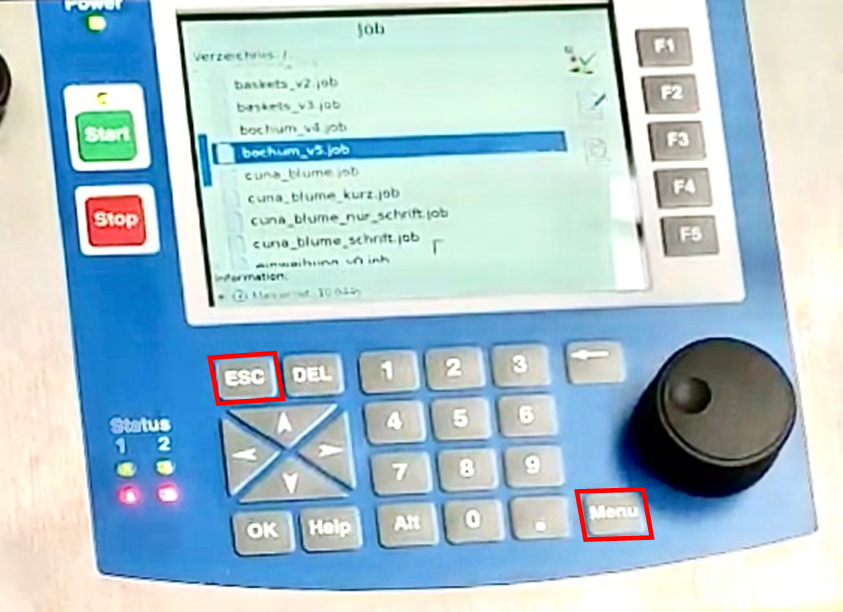 Power
Job
Verzeichnis: /
baskets_v2.job
baskets_v3.job
bochum_v4.job
bochum_v5.job
cuna_blume.job
cuna_blume_kurz.job
cuna_blume_nur_schrift.job
cuna_blume_schrift.job
einweihung_v0.job
Information:
F1
F2
F3
F4
F5
Start
Stop
ESC DEL 1 2 3
4 5 6
7 8 9
OK Help Alt 0 . Menu
Status
1 2